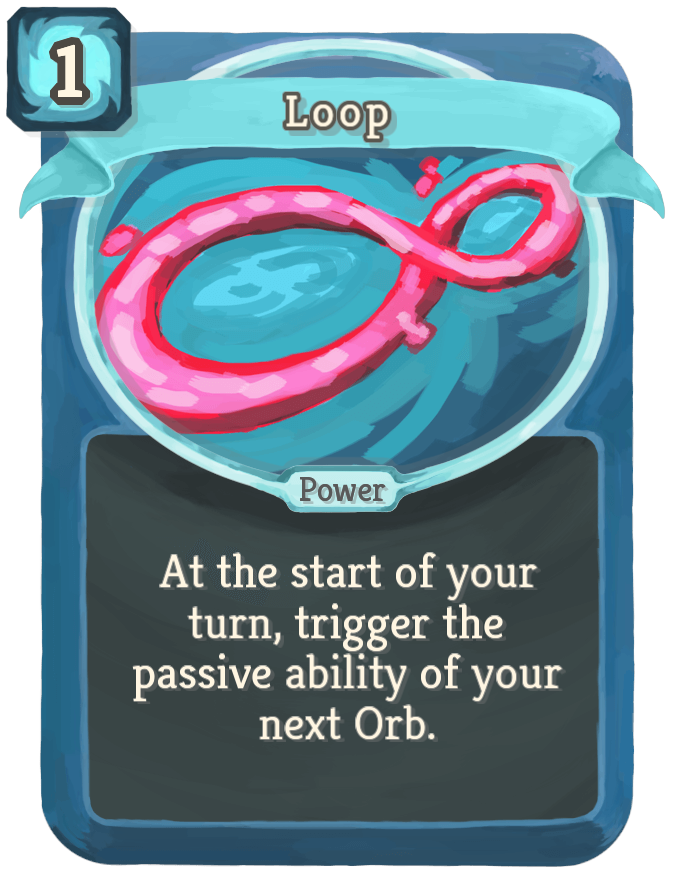 1
Loop
Power
At the start of your
turn, trigger the
passive ability of your
next Orb.